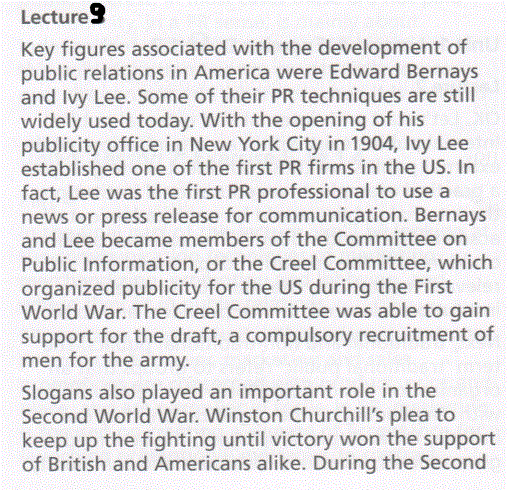 Lecture9
Key figures associated with the development of
public relations in America were Edward Bernays
and Ivy Lee. Some of their PR techniques are still
widely used today. With the opening of his
publicity office in New York City in 1904, Ivy Lee
established one of the first PR firms in the US. In
fact, Lee was the first PR professional to use a
news or press release for communication. Bernays
and Lee became members of the Committee on
Public Information, or the Creel Committee, which
organized publicity for the US during the First
World War. The Creel Committee was able to gain
support for the draft, a compulsory recruitment of
men for the army.
Slogans also played an important role in the
Second World War. Winston Churchill's plea to
keep up the fighting until victory won the support
of British and Americans alike. During the Second